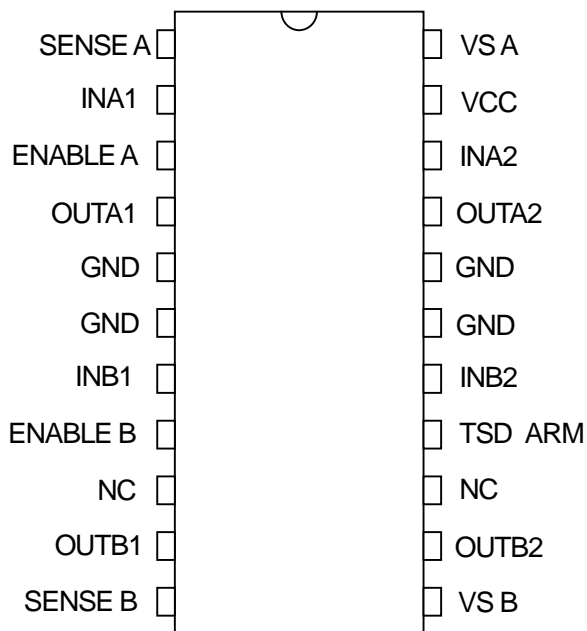 SENSE A VS A
INA1 VCC
ENABLE A INA2
OUTA1 OUTA2
GND GND
GND GND
INB1 INB2
ENABLE B TSD ARM
NC NC
OUTB1 OUTB2
SENSE B VS B